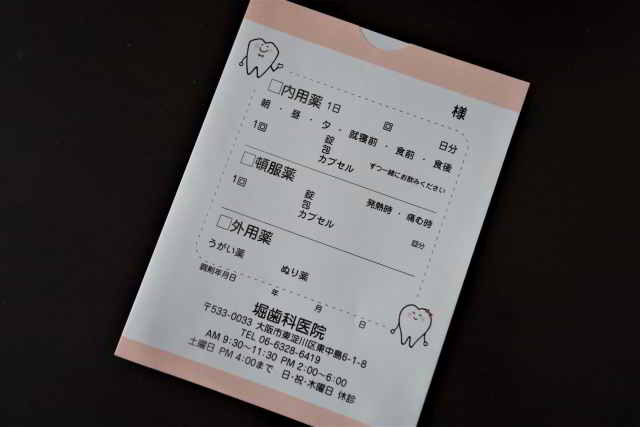 様
□内用薬 1日 回 日分
朝 ・ 昼 ・ 夕 ・ 就寝前 ・ 食前 ・ 食後
1回 錠
包
カプセル ずつ一緒にお飲みください
□頓服薬 発熱時 ・ 痛む時
1回 錠
包
カプセル 回分
□外用薬
うがい薬 ぬり薬
調剤年月日 年 月 日
堀歯科医院
〒533-0033 大阪市東淀川区東中島6-1-8
TEL 06-6328-6419
AM 9:30～11:30 PM 2:00～6:00
土曜日 PM 4:00まで 日・祝・木曜日 休診